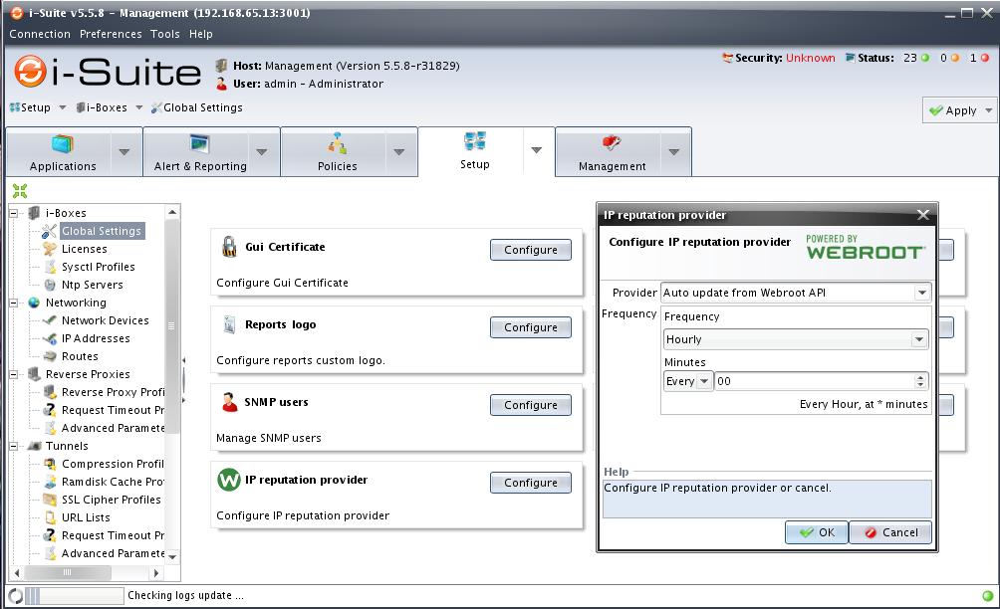 i-Suite v5.5.8 - Management (192.168.65.13:3001)
Connection Preferences Tools Help
i-Suite
Host: Management (Version 5.5.8-r31829)
User: admin - Administrator
Security: Unknown Status: 23 0 1
Setup i-Boxes Global Settings
Apply
Applications
Alert & Reporting
Policies
Setup
Management
i-Boxes
Global Settings
Licenses
Sysctl Profiles
Ntp Servers
Networking
Network Devices
IP Addresses
Routes
Reverse Proxies
Reverse Proxy Profi
Request Timeout Pr
Advanced Paramete
Tunnels
Compression Profil
Ramdisk Cache Pro
SSL Cipher Profiles
URL Lists
Request Timeout Pr
Advanced Paramete
Gui Certificate
Configure
Configure Gui Certificate
Reports logo
Configure
Configure reports custom logo.
SNMP users
Configure
Manage SNMP users
W
IP reputation provider
Configure
Configure IP reputation provider
IP reputation provider
Configure IP reputation provider
POWERED BY
WEBROOT
Provider Auto update from Webroot API
Frequency Frequency
Hourly
Minutes
Every 00
Every Hour, at * minutes
Help
Configure IP reputation provider or cancel.
OK Cancel
Checking logs update ...